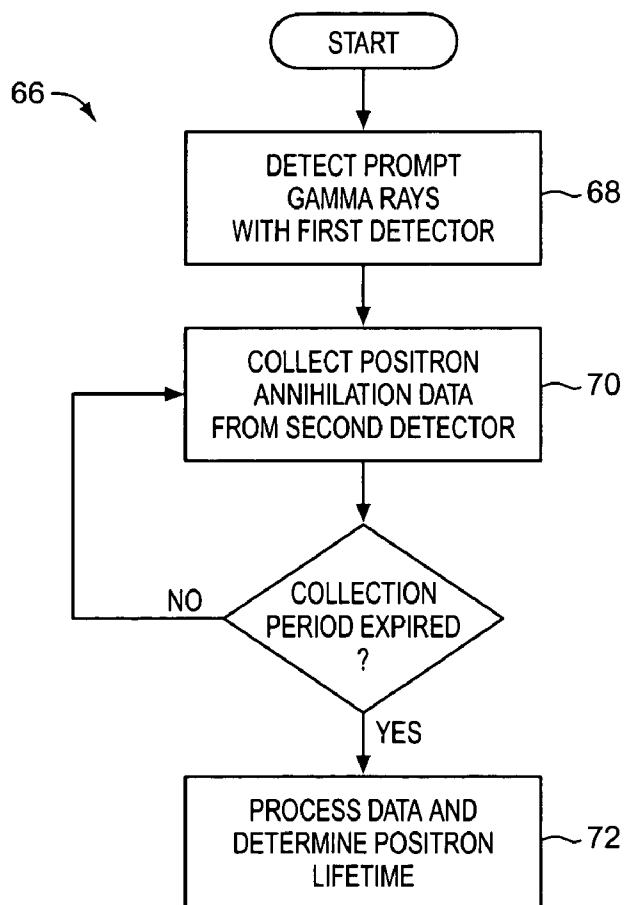 START
66
DETECT PROMPT
GAMMA RAYS
WITH FIRST DETECTOR
68
COLLECT POSITRON
ANNIHILATION DATA
FROM SECOND DETECTOR
70
COLLECTION
PERIOD EXPIRED
?
NO
YES
PROCESS DATA AND
DETERMINE POSITRON
LIFETIME
72